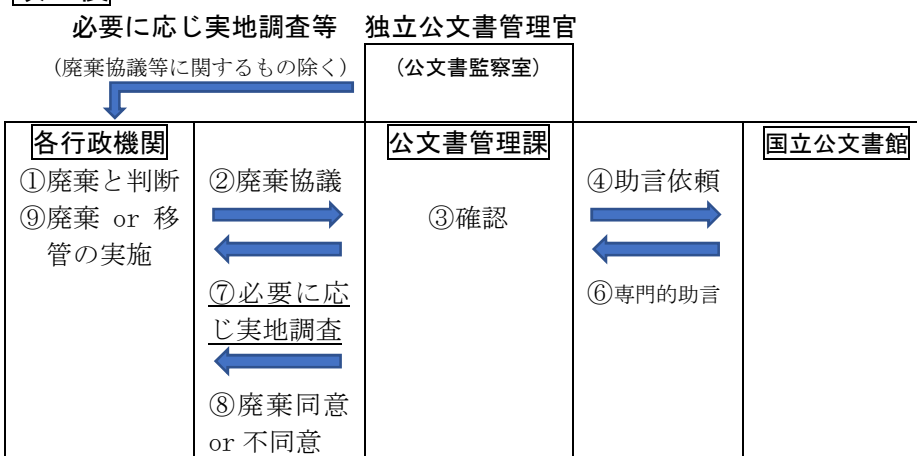 必要に応じ実地調査等 独立公文書管理官
(廃棄協議等に関するもの除く) (公文書監察室)
各行政機関
①廃棄と判断
⑨廃棄 or 移
管の実施
②廃棄協議
⑦必要に応
じ実地調査
⑧廃棄同意
or 不同意
公文書管理課
③確認
④助言依頼
⑥専門的助言
国立公文書館